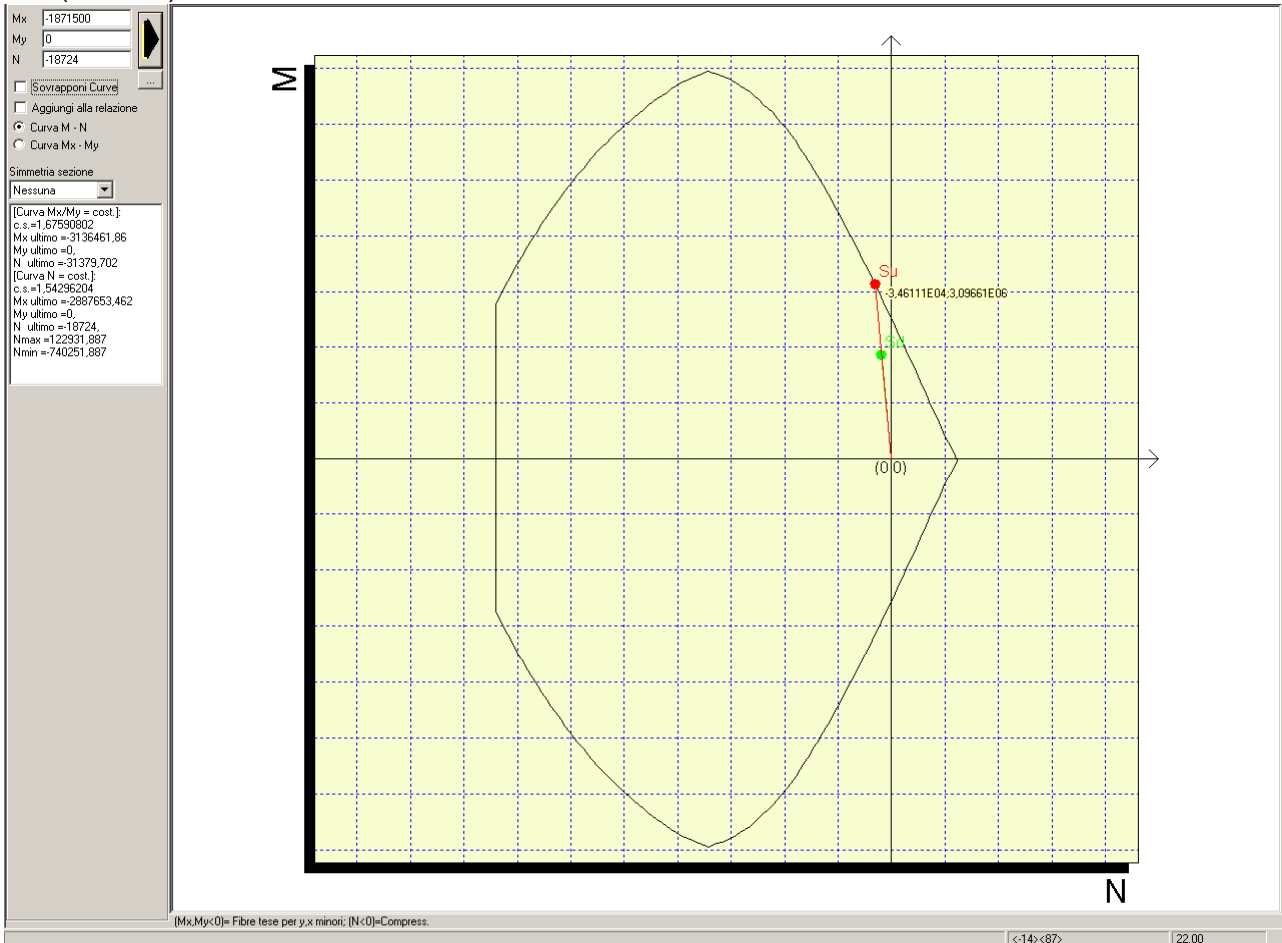 Mx -1871500
My 0
N -18724
...
Sovrapponi Curve
Aggiungi alla relazione
Curva M - N
Curva Mx - My
Simmetria sezione
Nessuna
[Curva Mx/My = cost.]:
c.s.=1,67590802
Mx ultimo =-3136461,86
My ultimo =0,
N ultimo =-31379,702
[Curva N = cost.]:
c.s.=1,54296204
Mx ultimo =-2887653,462
My ultimo =0,
N ultimo =-18724,
Nmax =122931,887
Nmin =-740251,887
M
Su
-3,46111E04;3,09661E06
Sd
(0;0)
N
(Mx,My<0)= Fibre tese per y,x minori; (N<0)=Compress.
<-14><87> 22.00